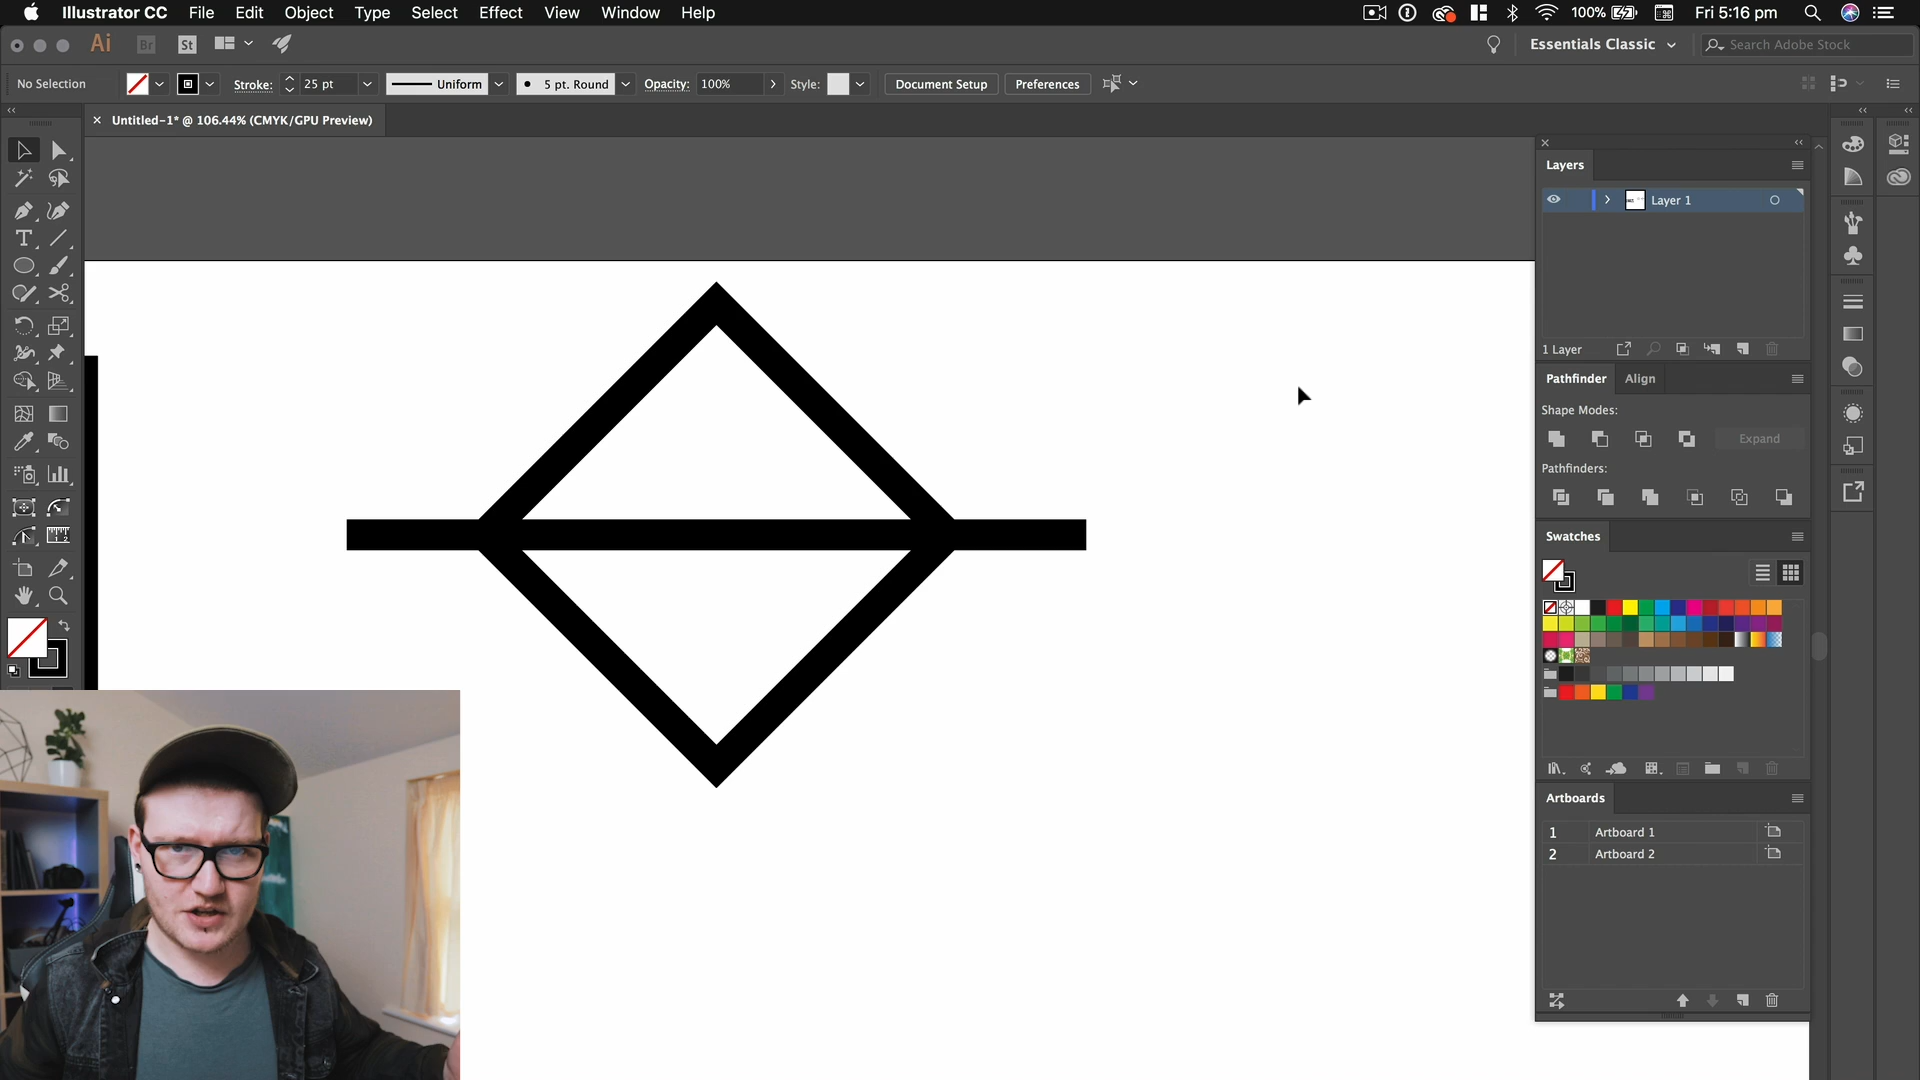 Illustrator CC File Edit Object Type Select Effect View Window Help 100% Fri 5:16 pm
Ai Br St Essentials Classic Search Adobe Stock
No Selection Stroke: 25 pt Uniform 5 pt. Round Opacity: 100% Style: Document Setup Preferences
Untitled-1* @ 106.44% (CMYK/GPU Preview)
Layers
Layer 1
1 Layer
Pathfinder Align
Shape Modes:
Expand
Pathfinders:
Swatches
Artboards
1 Artboard 1
2 Artboard 2